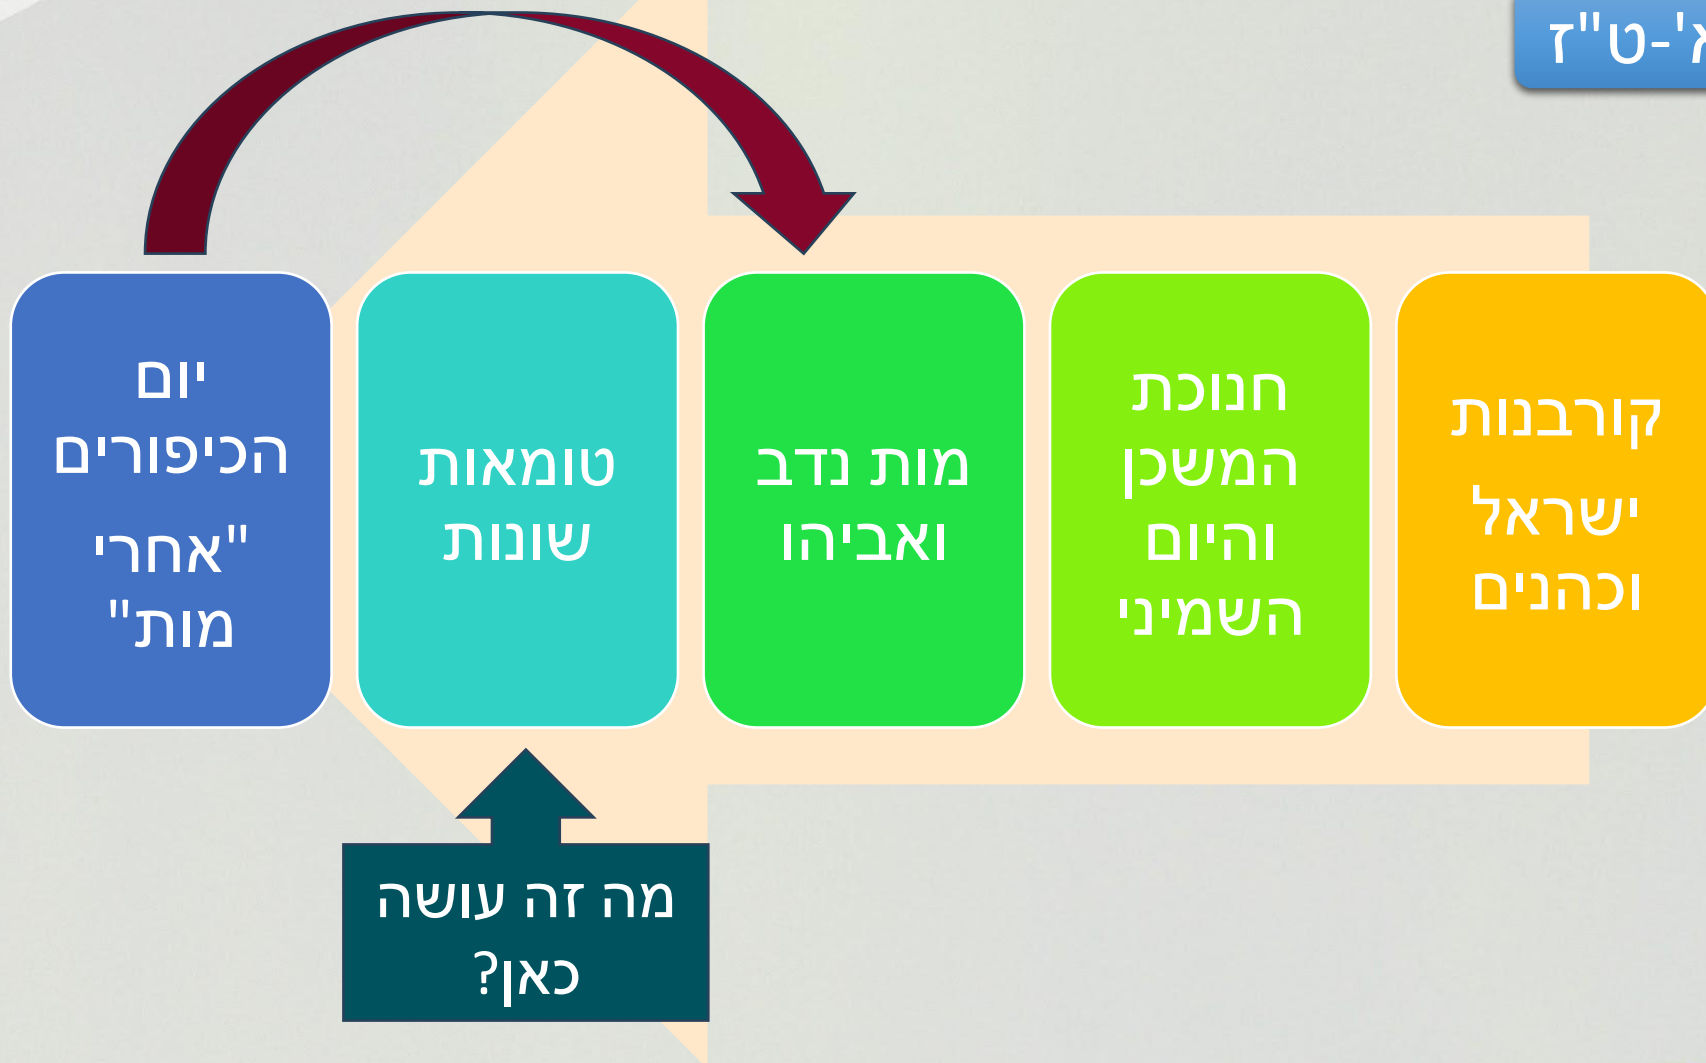 א'-ט"ז
קורבנות
ישראל
וכהנים
חנוכת
המשכן
והיום
השמיני
מות נדב
ואביהו
טומאות
שונות
יום
הכיפורים
"אחרי
מות"
מה זה עושה
כאן?